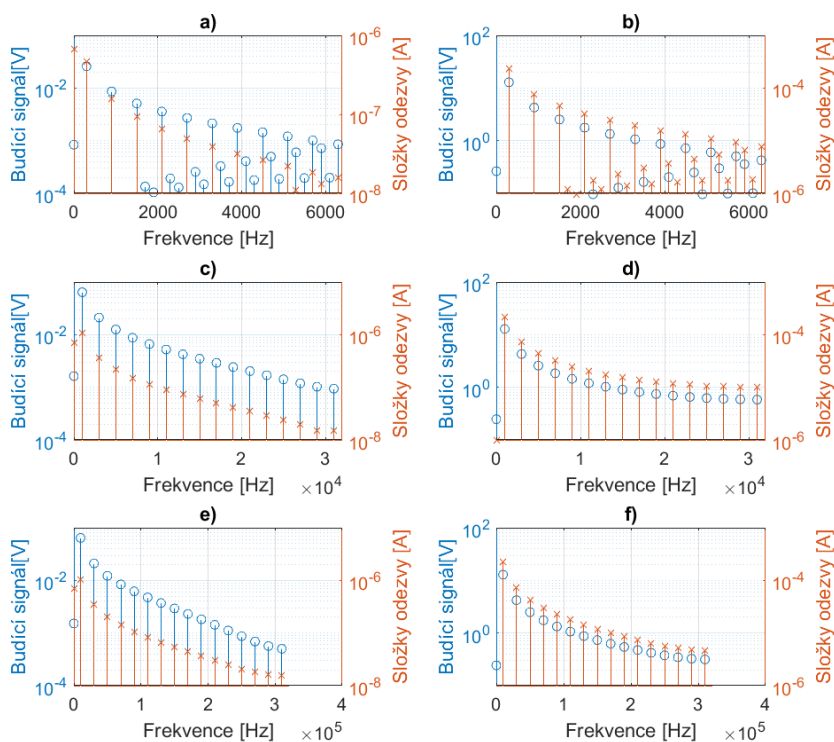 a)
10^-2
10^-4
Budící signál[V]
10^-6
10^-7
10^-8
Složky odezvy [A]
0 2000 4000 6000
Frekvence [Hz]
b)
10^2
10^0
Budící signál [V]
10^-4
10^-6
Složky odezvy [A]
0 2000 4000 6000
Frekvence [Hz]
c)
10^-2
10^-4
Budící signál[V]
10^-6
10^-8
Složky odezvy [A]
0 1 2 3
Frekvence [Hz] ×10^4
d)
10^2
10^0
Budící signál [V]
10^-4
10^-6
Složky odezvy [A]
0 1 2 3
Frekvence [Hz] ×10^4
e)
10^-2
10^-4
Budící signál[V]
10^-6
10^-8
Složky odezvy [A]
0 1 2 3 4
Frekvence [Hz] ×10^5
f)
10^2
10^0
Budící signál [V]
10^-4
10^-6
Složky odezvy [A]
0 1 2 3 4
Frekvence [Hz] ×10^5